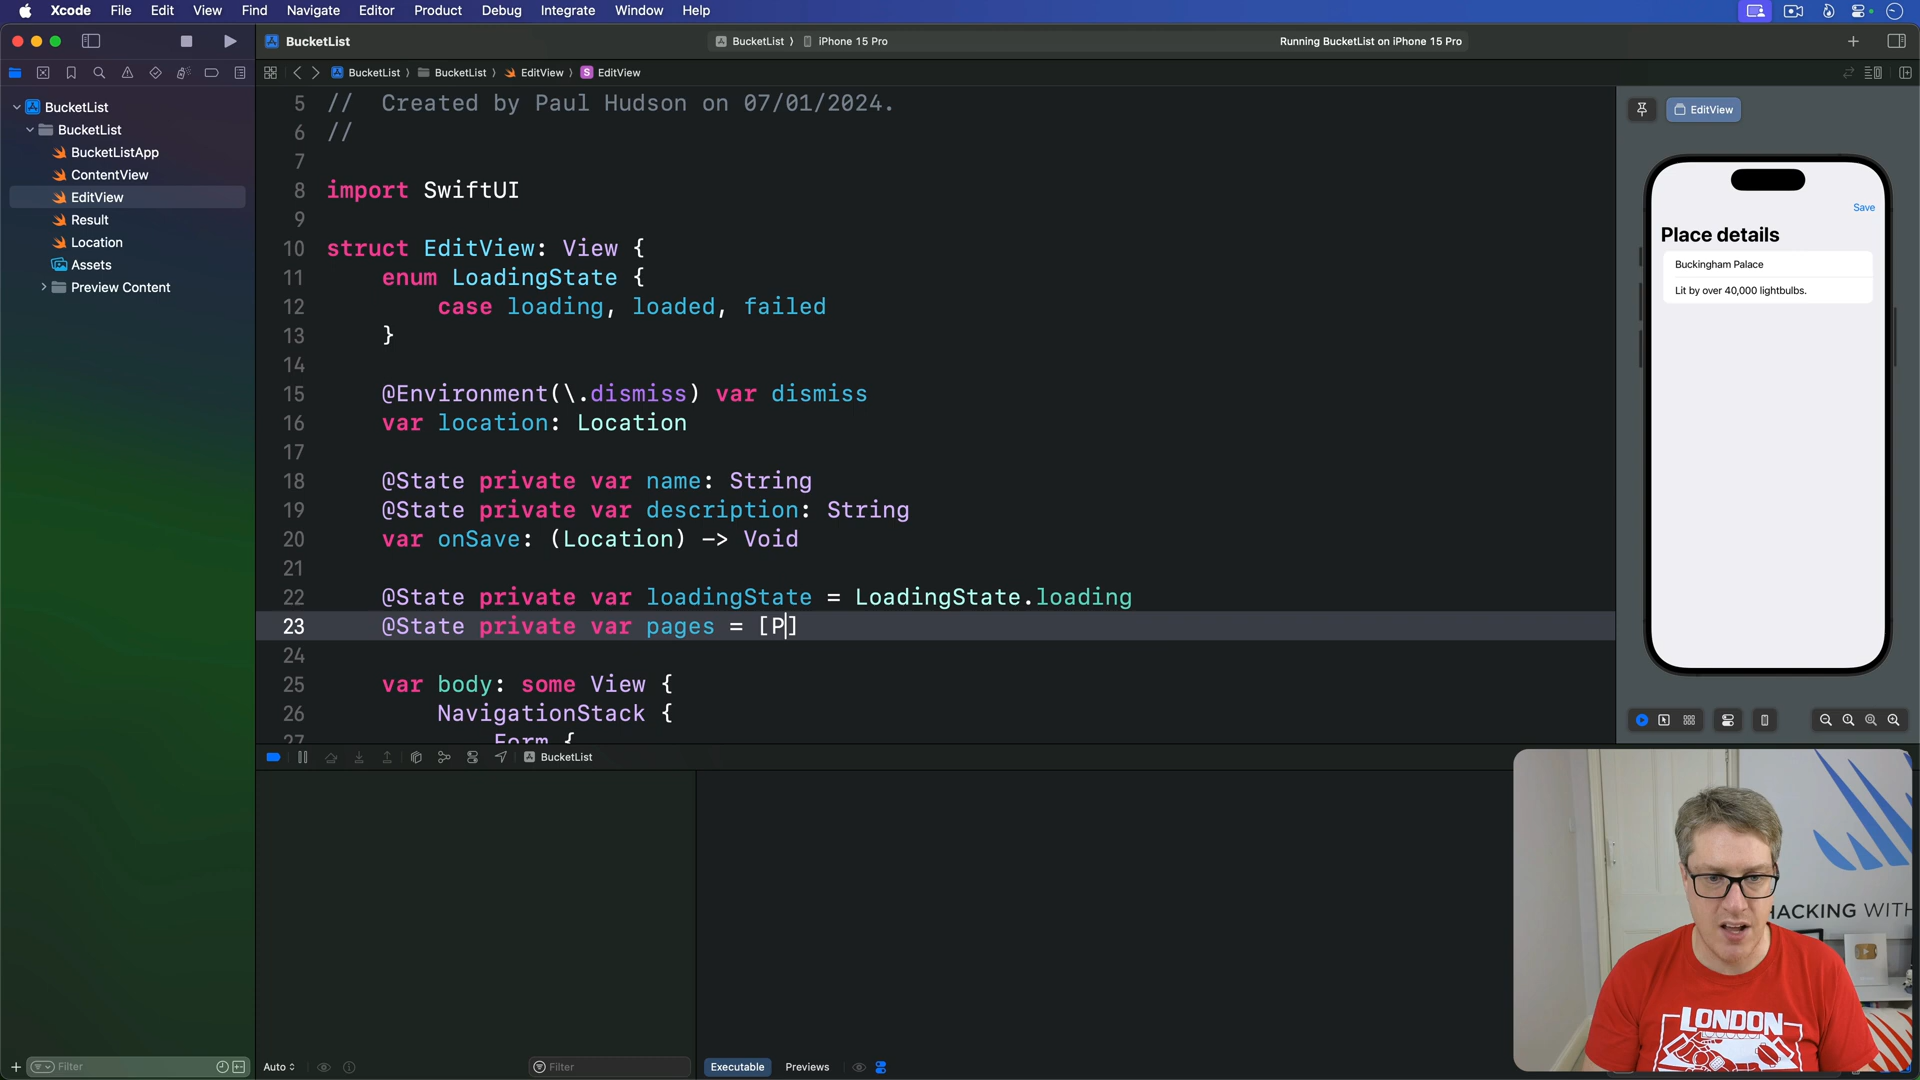 Xcode File Edit View Find Navigate Editor Product Debug Integrate Window Help
BucketList
BucketList 〉 iPhone 15 Pro
Running BucketList on iPhone 15 Pro
BucketList 〉 BucketList 〉 EditView 〉 S EditView
BucketList
BucketList
BucketListApp
ContentView
EditView
Result
Location
Assets
Preview Content
5 //  Created by Paul Hudson on 07/01/2024.
6 //
7
8 import SwiftUI
9
10 struct EditView: View {
11     enum LoadingState {
12         case loading, loaded, failed
13     }
14
15     @Environment(\.dismiss) var dismiss
16     var location: Location
17
18     @State private var name: String
19     @State private var description: String
20     var onSave: (Location) -> Void
21
22     @State private var loadingState = LoadingState.loading
23     @State private var pages = [P]
24
25     var body: some View {
26         NavigationStack {
27             Form {
EditView
Save
Place details
Buckingham Palace
Lit by over 40,000 lightbulbs.
BucketList
HACKING WITH
LONDON
Filter
Auto
Filter
Executable
Previews